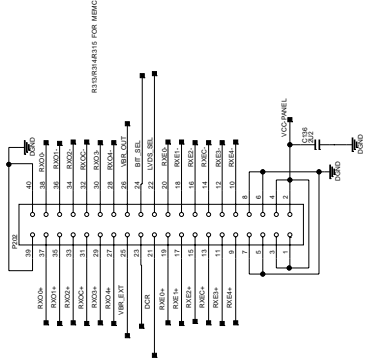 R313/R314/R315 FOR MEMC
DGND
40
38 RXO0-
36 RXO1-
34 RXO2-
32 RXOC-
30 RXO3-
28 RXO4-
26 VBR_OUT
24 BIT_SEL
22 LVDS_SEL
20 RXE0-
18 RXE1-
16 RXE2-
14 RXEC-
12 RXE3-
10 RXE4-
8
6
4
2
DGND
VCC-PANEL
C136
2U2
DGND
P202
39
RXO0+ 37
RXO1+ 35
RXO2+ 33
RXOC+ 31
RXO3+ 29
RXO4+ 27
VBR_EXT 25
DCR 23
21
RXE0+ 19
RXE1+ 17
RXE2+ 15
RXEC+ 13
RXE3+ 11
RXE4+ 9
7
5
3
1